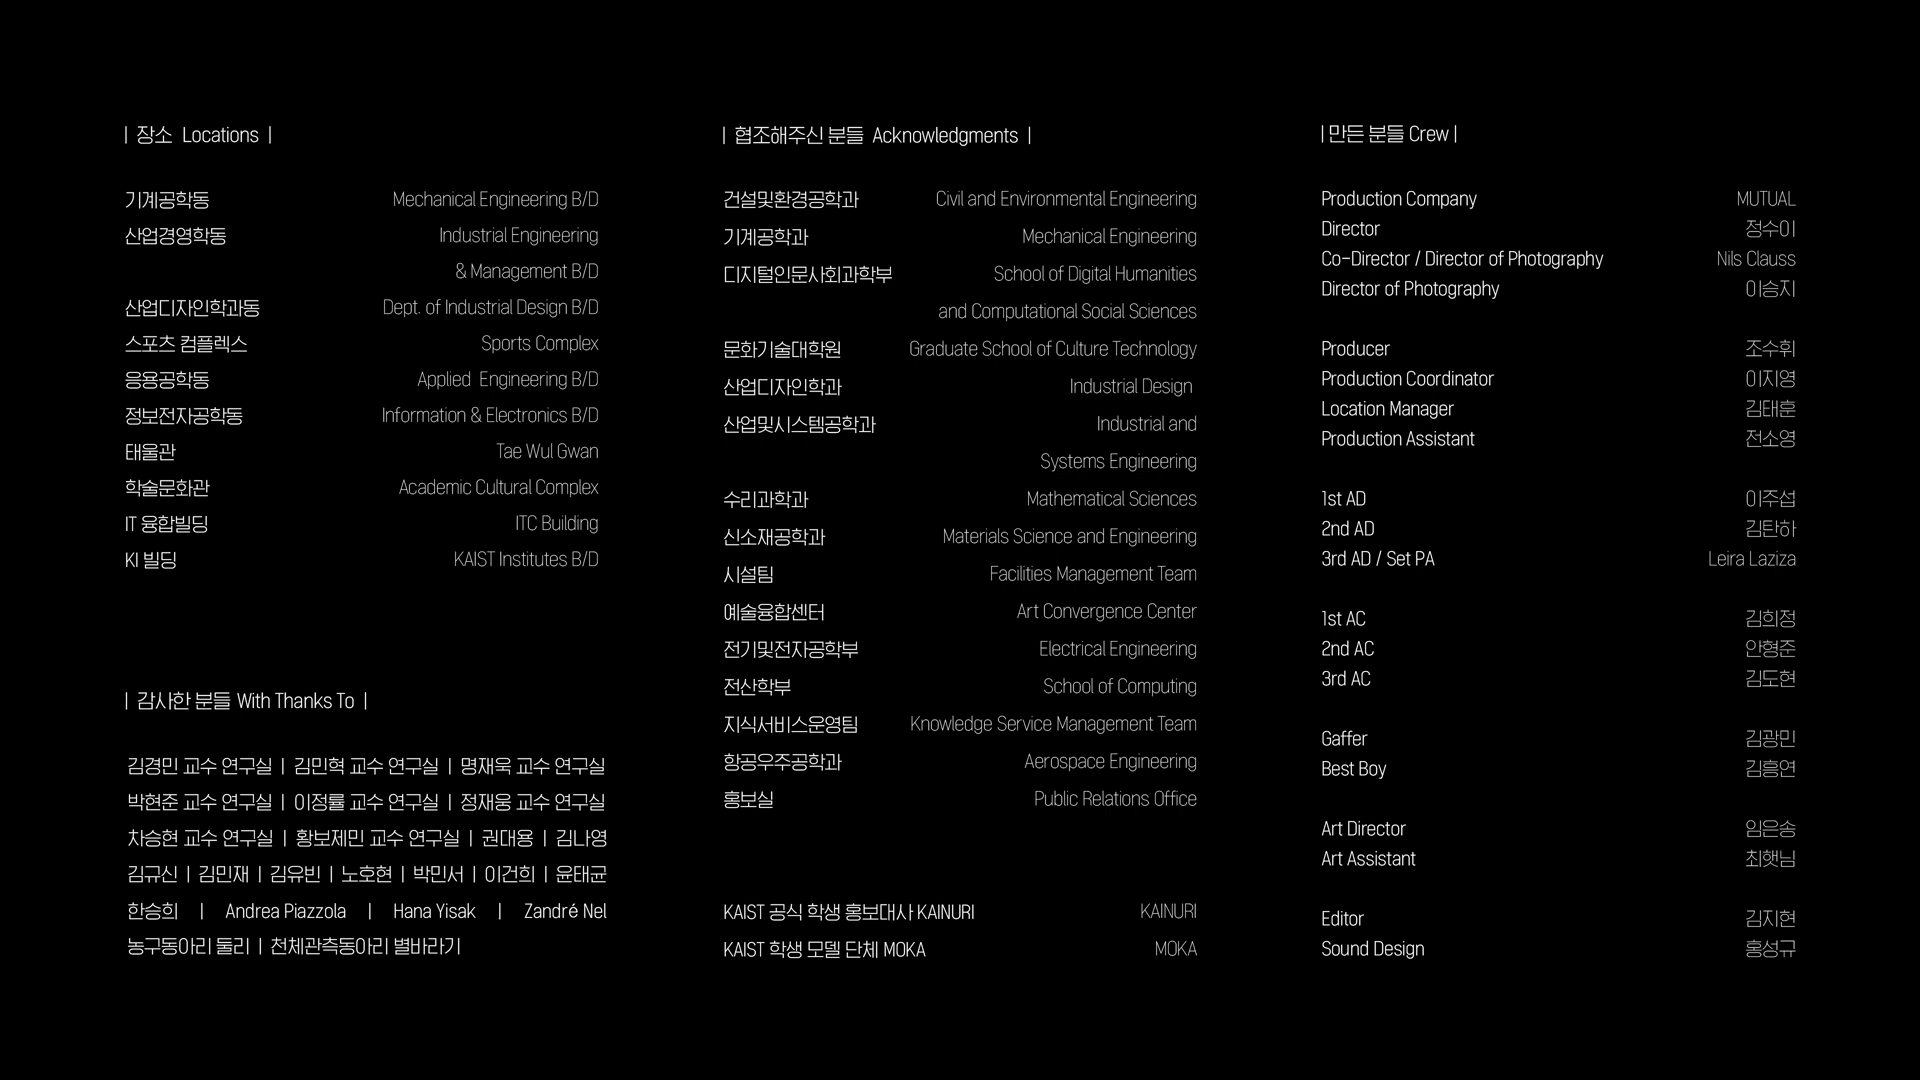 | 장소 Locations |
기계공학동 Mechanical Engineering B/D
산업경영학동 Industrial Engineering
& Management B/D
산업디자인학과동 Dept. of Industrial Design B/D
스포츠 컴플렉스 Sports Complex
응용공학동 Applied Engineering B/D
정보전자공학동 Information & Electronics B/D
태울관 Tae Wul Gwan
학술문화관 Academic Cultural Complex
IT 융합빌딩 ITC Building
KI 빌딩 KAIST Institutes B/D
| 감사한 분들 With Thanks To |
김경민 교수 연구실 | 김민혁 교수 연구실 | 명재욱 교수 연구실
박현준 교수 연구실 | 이정률 교수 연구실 | 정재웅 교수 연구실
차승현 교수 연구실 | 황보제민 교수 연구실 | 권대용 | 김나영
김규신 | 김민재 | 김유빈 | 노호현 | 박민서 | 이건희 | 윤태균
한승희 | Andrea Piazzola | Hana Yisak | Zandré Nel
농구동아리 둘리 | 천체관측동아리 별바라기
| 협조해주신 분들 Acknowledgments |
건설및환경공학과 Civil and Environmental Engineering
기계공학과 Mechanical Engineering
디지털인문사회과학부 School of Digital Humanities
and Computational Social Sciences
문화기술대학원 Graduate School of Culture Technology
산업디자인학과 Industrial Design
산업및시스템공학과 Industrial and
Systems Engineering
수리과학과 Mathematical Sciences
신소재공학과 Materials Science and Engineering
시설팀 Facilities Management Team
예술융합센터 Art Convergence Center
전기및전자공학부 Electrical Engineering
전산학부 School of Computing
지식서비스운영팀 Knowledge Service Management Team
항공우주공학과 Aerospace Engineering
홍보실 Public Relations Office
KAIST 공식 학생 홍보대사 KAINURI KAINURI
KAIST 학생 모델 단체 MOKA MOKA
| 만든 분들 Crew |
Production Company MUTUAL
Director 정수이
Co-Director / Director of Photography Nils Clauss
Director of Photography 이승지
Producer 조수휘
Production Coordinator 이지영
Location Manager 김태훈
Production Assistant 전소영
1st AD 이주섭
2nd AD 김탄하
3rd AD / Set PA Leira Laziza
1st AC 김희정
2nd AC 안형준
3rd AC 김도현
Gaffer 김광민
Best Boy 김흥연
Art Director 임은송
Art Assistant 최햇님
Editor 김지현
Sound Design 홍성규